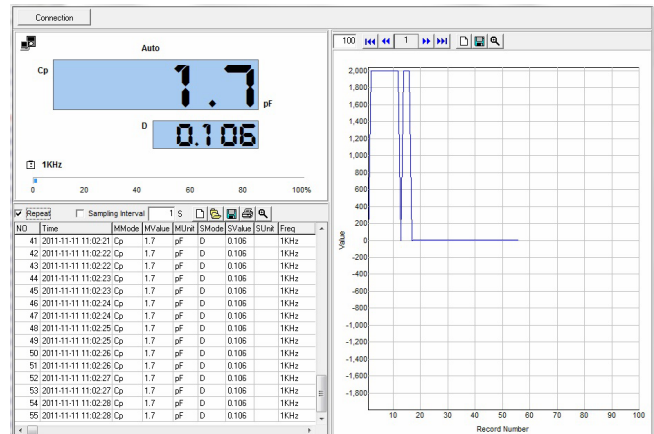 Connection
Auto
Cp
1.7
pF
D
0.106
1KHz
0 20 40 60 80 100%
Repeat Sampling Interval 1 S
NO Time MMode MValue MUnit SMode SValue SUnit Freq
41 2011-11-11 11:02:21 Cp 1.7 pF D 0.106 1KHz
42 2011-11-11 11:02:22 Cp 1.7 pF D 0.106 1KHz
43 2011-11-11 11:02:22 Cp 1.7 pF D 0.106 1KHz
44 2011-11-11 11:02:23 Cp 1.7 pF D 0.106 1KHz
45 2011-11-11 11:02:23 Cp 1.7 pF D 0.106 1KHz
46 2011-11-11 11:02:24 Cp 1.7 pF D 0.106 1KHz
47 2011-11-11 11:02:24 Cp 1.7 pF D 0.106 1KHz
48 2011-11-11 11:02:25 Cp 1.7 pF D 0.106 1KHz
49 2011-11-11 11:02:25 Cp 1.7 pF D 0.106 1KHz
50 2011-11-11 11:02:26 Cp 1.7 pF D 0.106 1KHz
51 2011-11-11 11:02:26 Cp 1.7 pF D 0.106 1KHz
52 2011-11-11 11:02:27 Cp 1.7 pF D 0.106 1KHz
53 2011-11-11 11:02:27 Cp 1.7 pF D 0.106 1KHz
54 2011-11-11 11:02:28 Cp 1.7 pF D 0.106 1KHz
55 2011-11-11 11:02:28 Cp 1.7 pF D 0.106 1KHz
100 1
2,000
1,800
1,600
1,400
1,200
1,000
800
600
400
200
0
-200
-400
-600
-800
-1,000
-1,200
-1,400
-1,600
-1,800
Value
10 20 30 40 50 60 70 80 90 100
Record Number